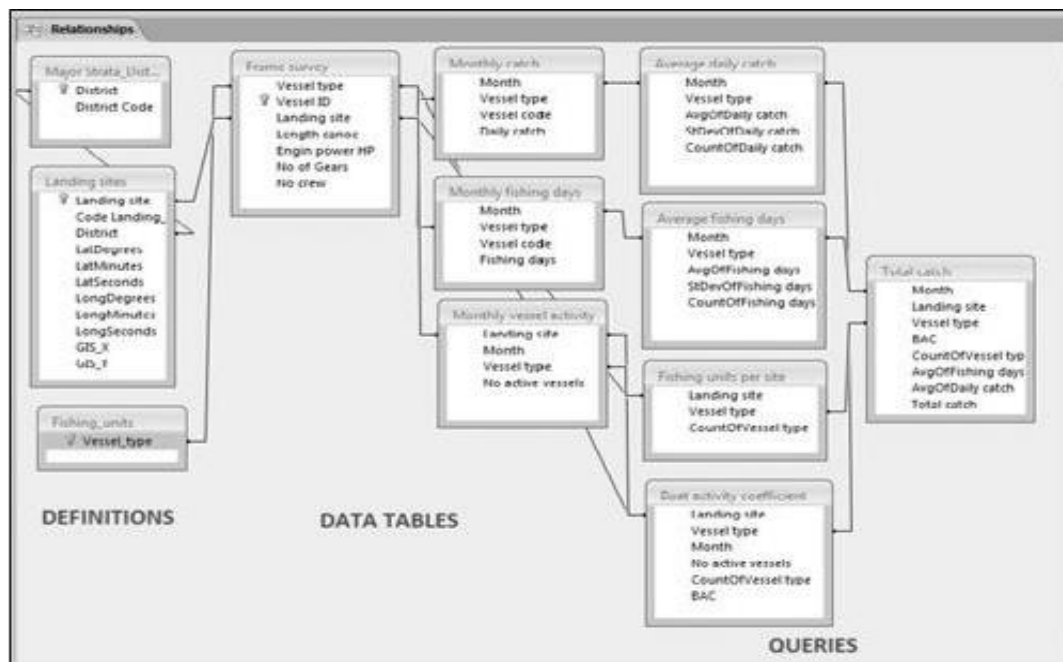 Relationships
Major Strata_Dist...
District
District Code
Landing sites
Landing site
Code Landing_
District
LatDegrees
LatMinutes
LatSeconds
LongDegrees
LongMinutes
LongSeconds
GIS_X
GIS_Y
Fishing_units
Vessel_type
DEFINITIONS
Frame survey
Vessel type
Vessel ID
Landing site
Length canoe
Engin power HP
No of Gears
No crew
Monthly catch
Month
Vessel type
Vessel code
Daily catch
Monthly fishing days
Month
Vessel type
Vessel code
Fishing days
Monthly vessel activity
Landing site
Month
Vessel type
No active vessels
DATA TABLES
Average daily catch
Month
Vessel type
AvgOfDaily catch
StDevOfDaily catch
CountOfDaily catch
Average fishing days
Month
Vessel type
AvgOfFishing days
StDevOfFishing days
CountOfFishing days
Fishing units per site
Landing site
Vessel type
CountOfVessel type
Boat activity coefficient
Landing site
Vessel type
Month
No active vessels
CountOfVessel type
BAC
Total catch
Month
Landing site
Vessel type
BAC
CountOfVessel typ
AvgOfFishing days
AvgOfDaily catch
Total catch
QUERIES